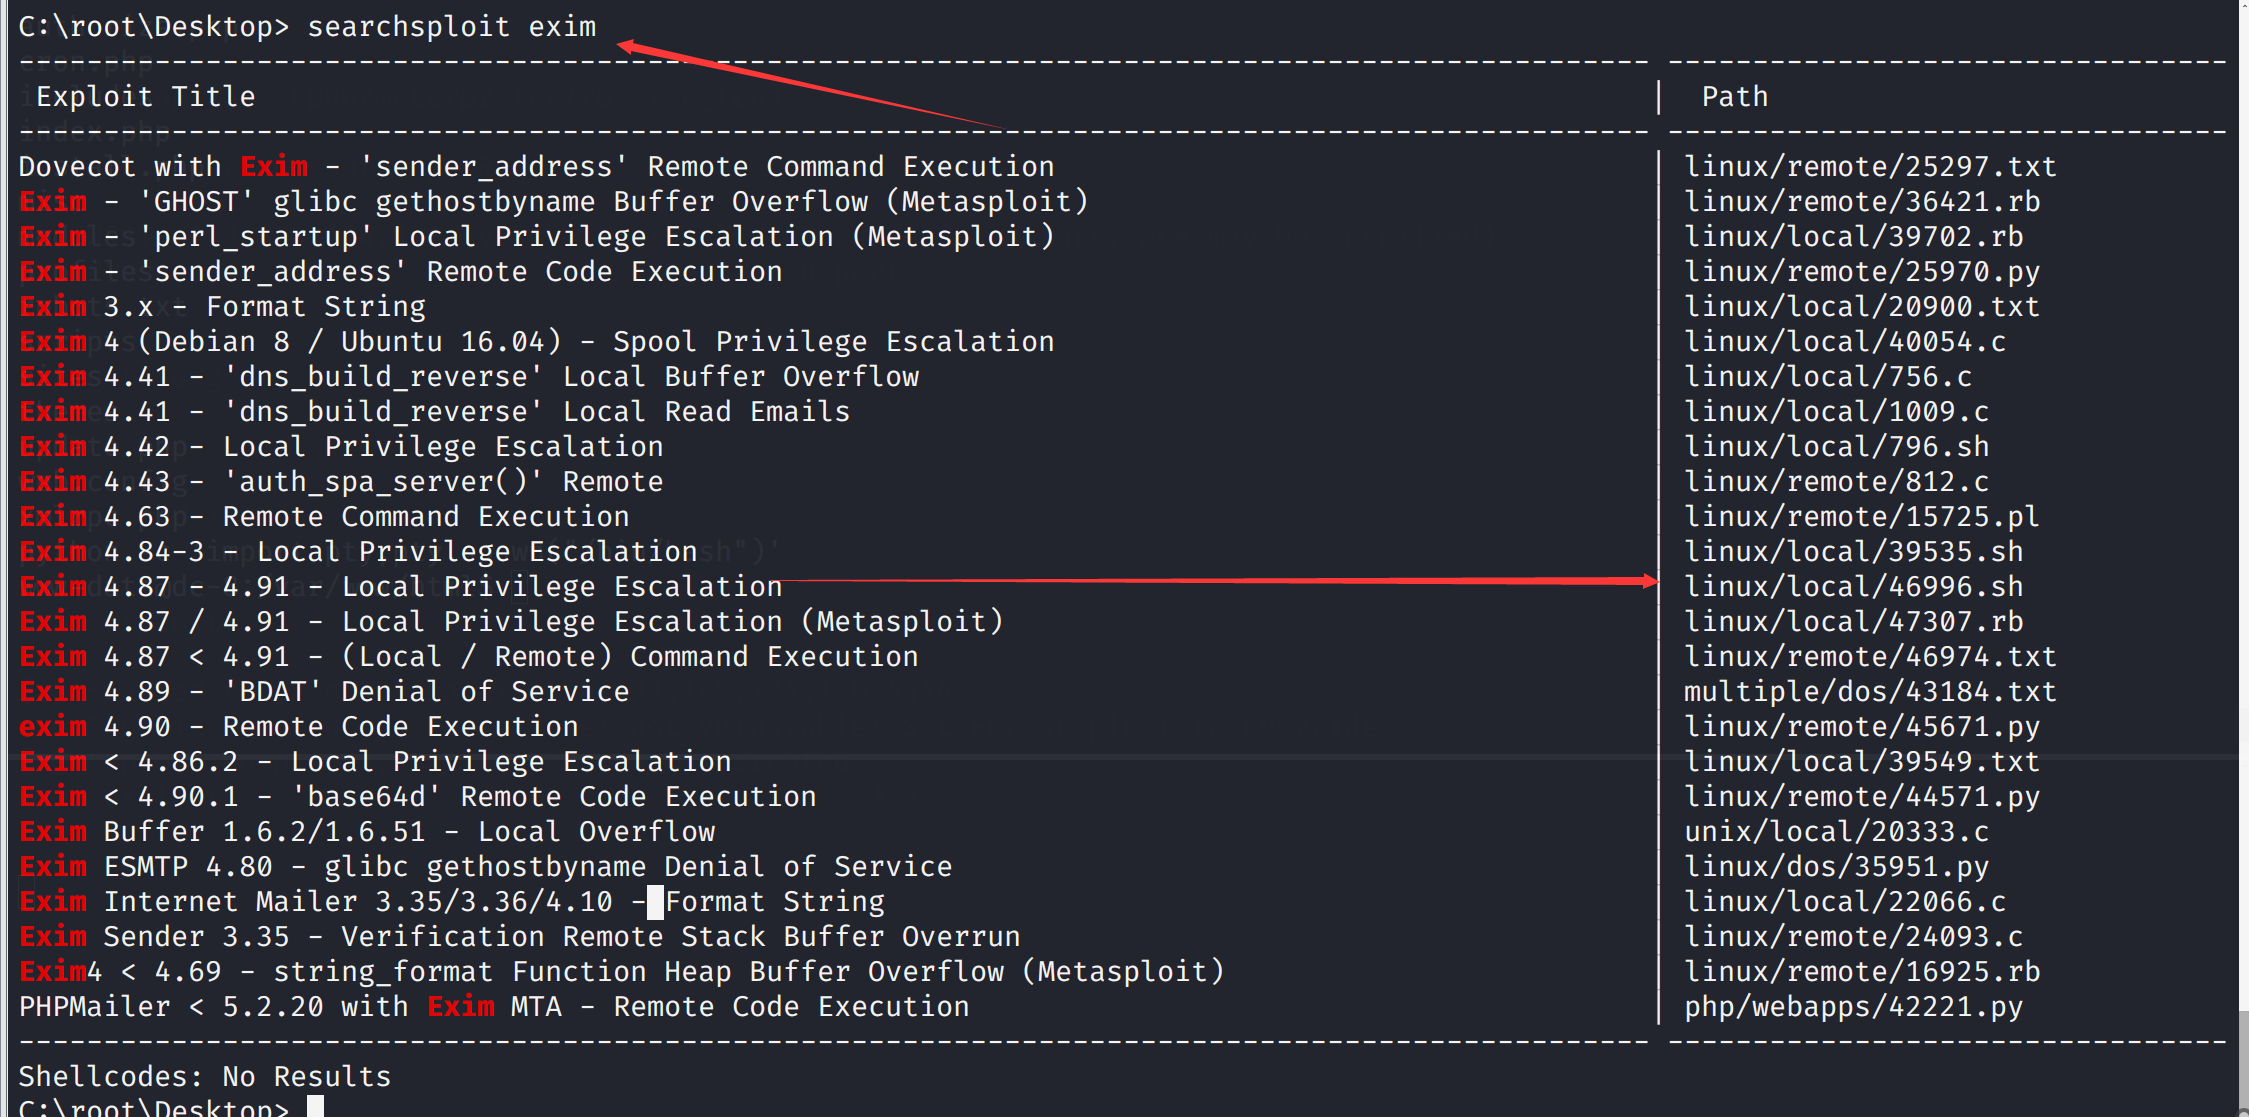 C:\root\Desktop> searchsploit exim
Exploit Title | Path
Dovecot with Exim - 'sender_address' Remote Command Execution | linux/remote/25297.txt
Exim - 'GHOST' glibc gethostbyname Buffer Overflow (Metasploit) | linux/remote/36421.rb
Exim - 'perl_startup' Local Privilege Escalation (Metasploit) | linux/local/39702.rb
Exim - 'sender_address' Remote Code Execution | linux/remote/25970.py
Exim 3.x - Format String | linux/local/20900.txt
Exim 4 (Debian 8 / Ubuntu 16.04) - Spool Privilege Escalation | linux/local/40054.c
Exim 4.41 - 'dns_build_reverse' Local Buffer Overflow | linux/local/756.c
Exim 4.41 - 'dns_build_reverse' Local Read Emails | linux/local/1009.c
Exim 4.42 - Local Privilege Escalation | linux/local/796.sh
Exim 4.43 - 'auth_spa_server()' Remote | linux/remote/812.c
Exim 4.63 - Remote Command Execution | linux/remote/15725.pl
Exim 4.84-3 - Local Privilege Escalation | linux/local/39535.sh
Exim 4.87 - 4.91 - Local Privilege Escalation | linux/local/46996.sh
Exim 4.87 / 4.91 - Local Privilege Escalation (Metasploit) | linux/local/47307.rb
Exim 4.87 < 4.91 - (Local / Remote) Command Execution | linux/remote/46974.txt
Exim 4.89 - 'BDAT' Denial of Service | multiple/dos/43184.txt
exim 4.90 - Remote Code Execution | linux/remote/45671.py
Exim < 4.86.2 - Local Privilege Escalation | linux/local/39549.txt
Exim < 4.90.1 - 'base64d' Remote Code Execution | linux/remote/44571.py
Exim Buffer 1.6.2/1.6.51 - Local Overflow | unix/local/20333.c
Exim ESMTP 4.80 - glibc gethostbyname Denial of Service | linux/dos/35951.py
Exim Internet Mailer 3.35/3.36/4.10 - Format String | linux/local/22066.c
Exim Sender 3.35 - Verification Remote Stack Buffer Overrun | linux/remote/24093.c
Exim4 < 4.69 - string_format Function Heap Buffer Overflow (Metasploit) | linux/remote/16925.rb
PHPMailer < 5.2.20 with Exim MTA - Remote Code Execution | php/webapps/42221.py
Shellcodes: No Results
C:\root\Desktop>